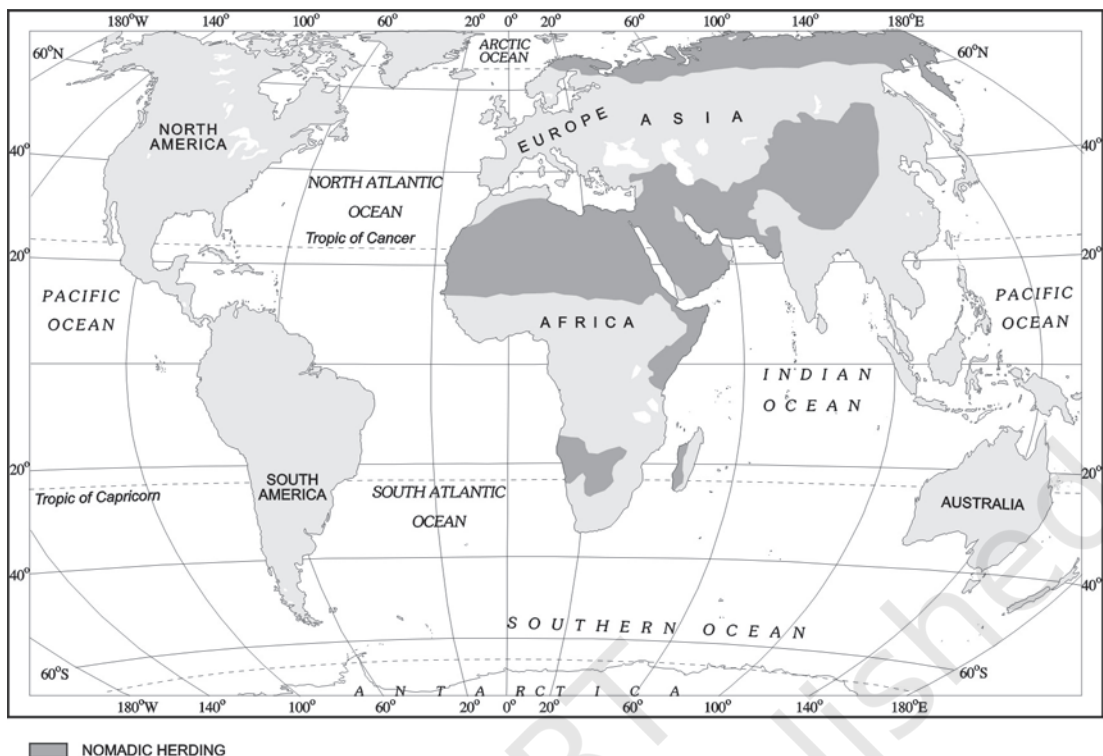 180°W 140° 100° 60° 20° 0° 20° 60° 100° 140° 180°E
60°N
ARCTIC
OCEAN
60°N
NORTH
AMERICA
EUROPE
ASIA
40°
40°
NORTH ATLANTIC
OCEAN
Tropic of Cancer
20°
20°
PACIFIC
OCEAN
AFRICA
PACIFIC
OCEAN
INDIAN
OCEAN
20°
20°
Tropic of Capricorn
SOUTH
AMERICA
SOUTH ATLANTIC
OCEAN
AUSTRALIA
40°
40°
SOUTHERN OCEAN
60°S
60°S
ANTARCTICA
180°W 140° 100° 60° 20° 0° 20° 60° 100° 140° 180°E
NOMADIC HERDING